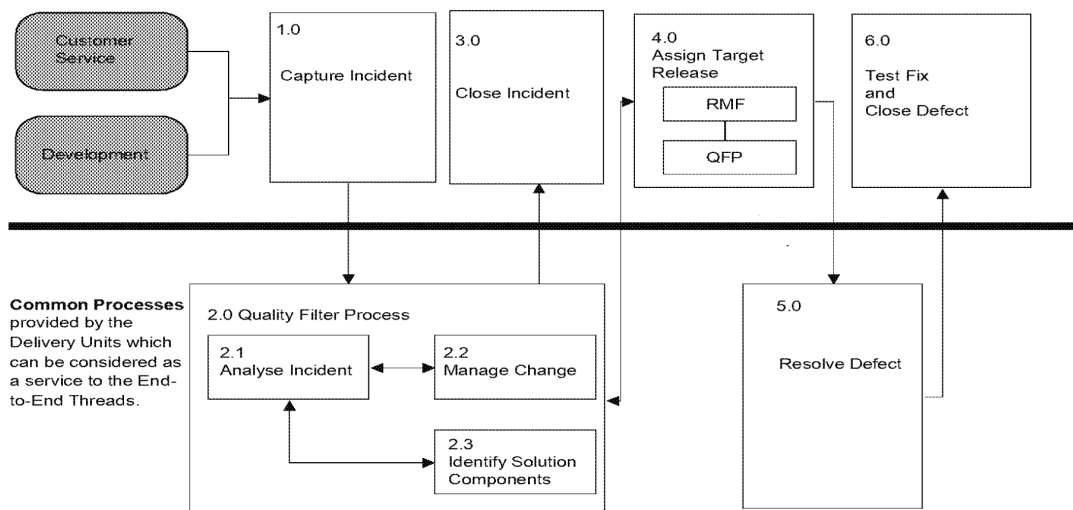 Customer
Service
Development
1.0
Capture Incident
3.0
Close Incident
4.0
Assign Target
Release
RMF
QFP
6.0
Test Fix
and
Close Defect
Common Processes
provided by the
Delivery Units which
can be considered as
a service to the End-
to-End Threads.
2.0 Quality Filter Process
2.1
Analyse Incident
2.2
Manage Change
2.3
Identify Solution
Components
5.0
Resolve Defect